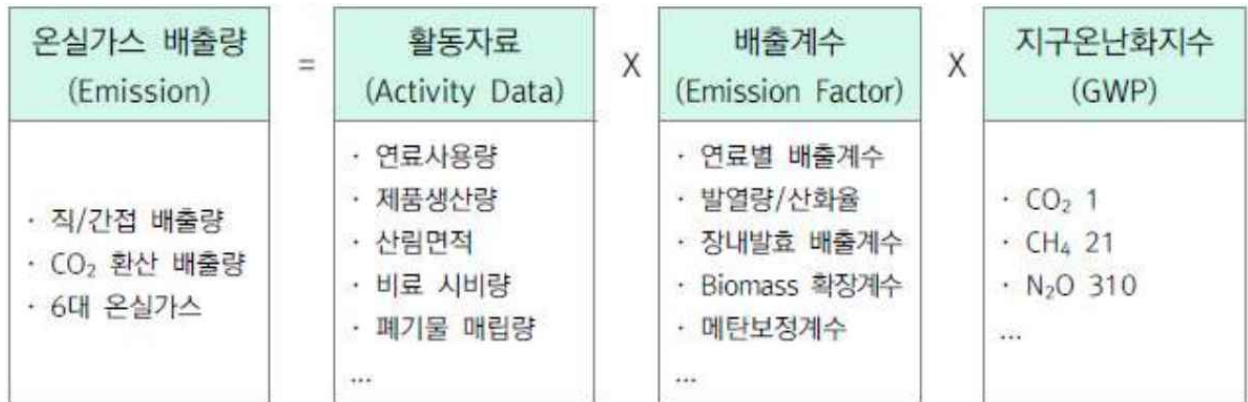 온실가스 배출량
(Emission)
=
활동자료
(Activity Data)
X
배출계수
(Emission Factor)
X
지구온난화지수
(GWP)
· 직/간접 배출량
· CO₂ 환산 배출량
· 6대 온실가스
· 연료사용량
· 제품생산량
· 산림면적
· 비료 시비량
· 폐기물 매립량
...
· 연료별 배출계수
· 발열량/산화율
· 장내발효 배출계수
· Biomass 확장계수
· 메탄보정계수
...
· CO₂ 1
· CH₄ 21
· N₂O 310
...